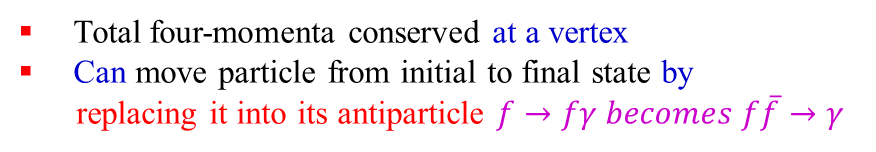 ▪ Total four-momenta conserved at a vertex
▪ Can move particle from initial to final state by
replacing it into its antiparticle 𝑓 → 𝑓𝛾 𝑏𝑒𝑐𝑜𝑚𝑒𝑠 𝑓𝑓̄ → 𝛾